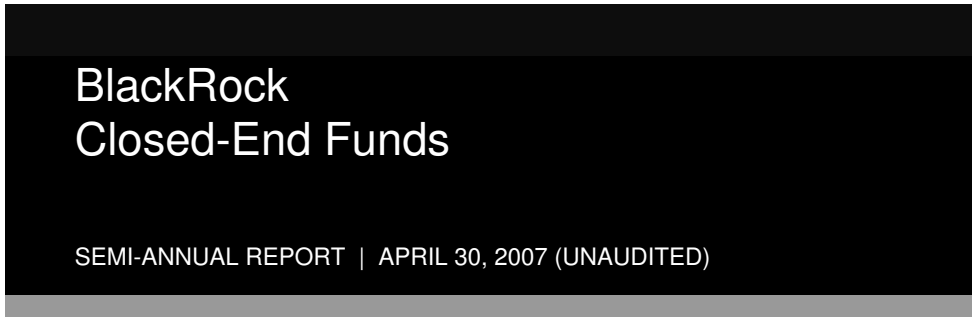 BlackRock
Closed-End Funds
SEMI-ANNUAL REPORT | APRIL 30, 2007 (UNAUDITED)